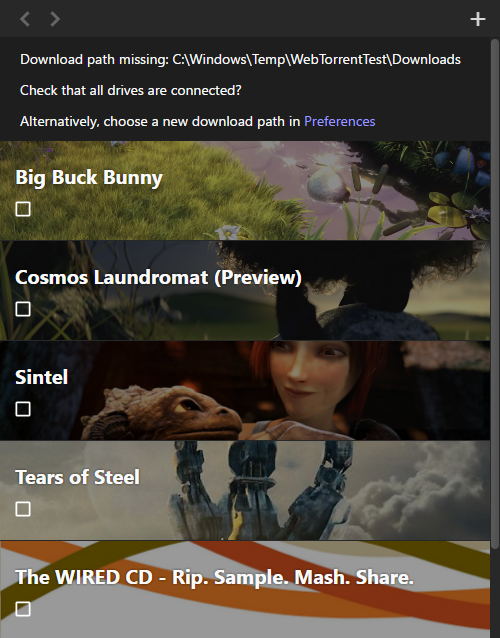 Download path missing: C:\Windows\Temp\WebTorrentTest\Downloads
Check that all drives are connected?
Alternatively, choose a new download path in Preferences
Big Buck Bunny
Cosmos Laundromat (Preview)
Sintel
Tears of Steel
The WIRED CD - Rip. Sample. Mash. Share.